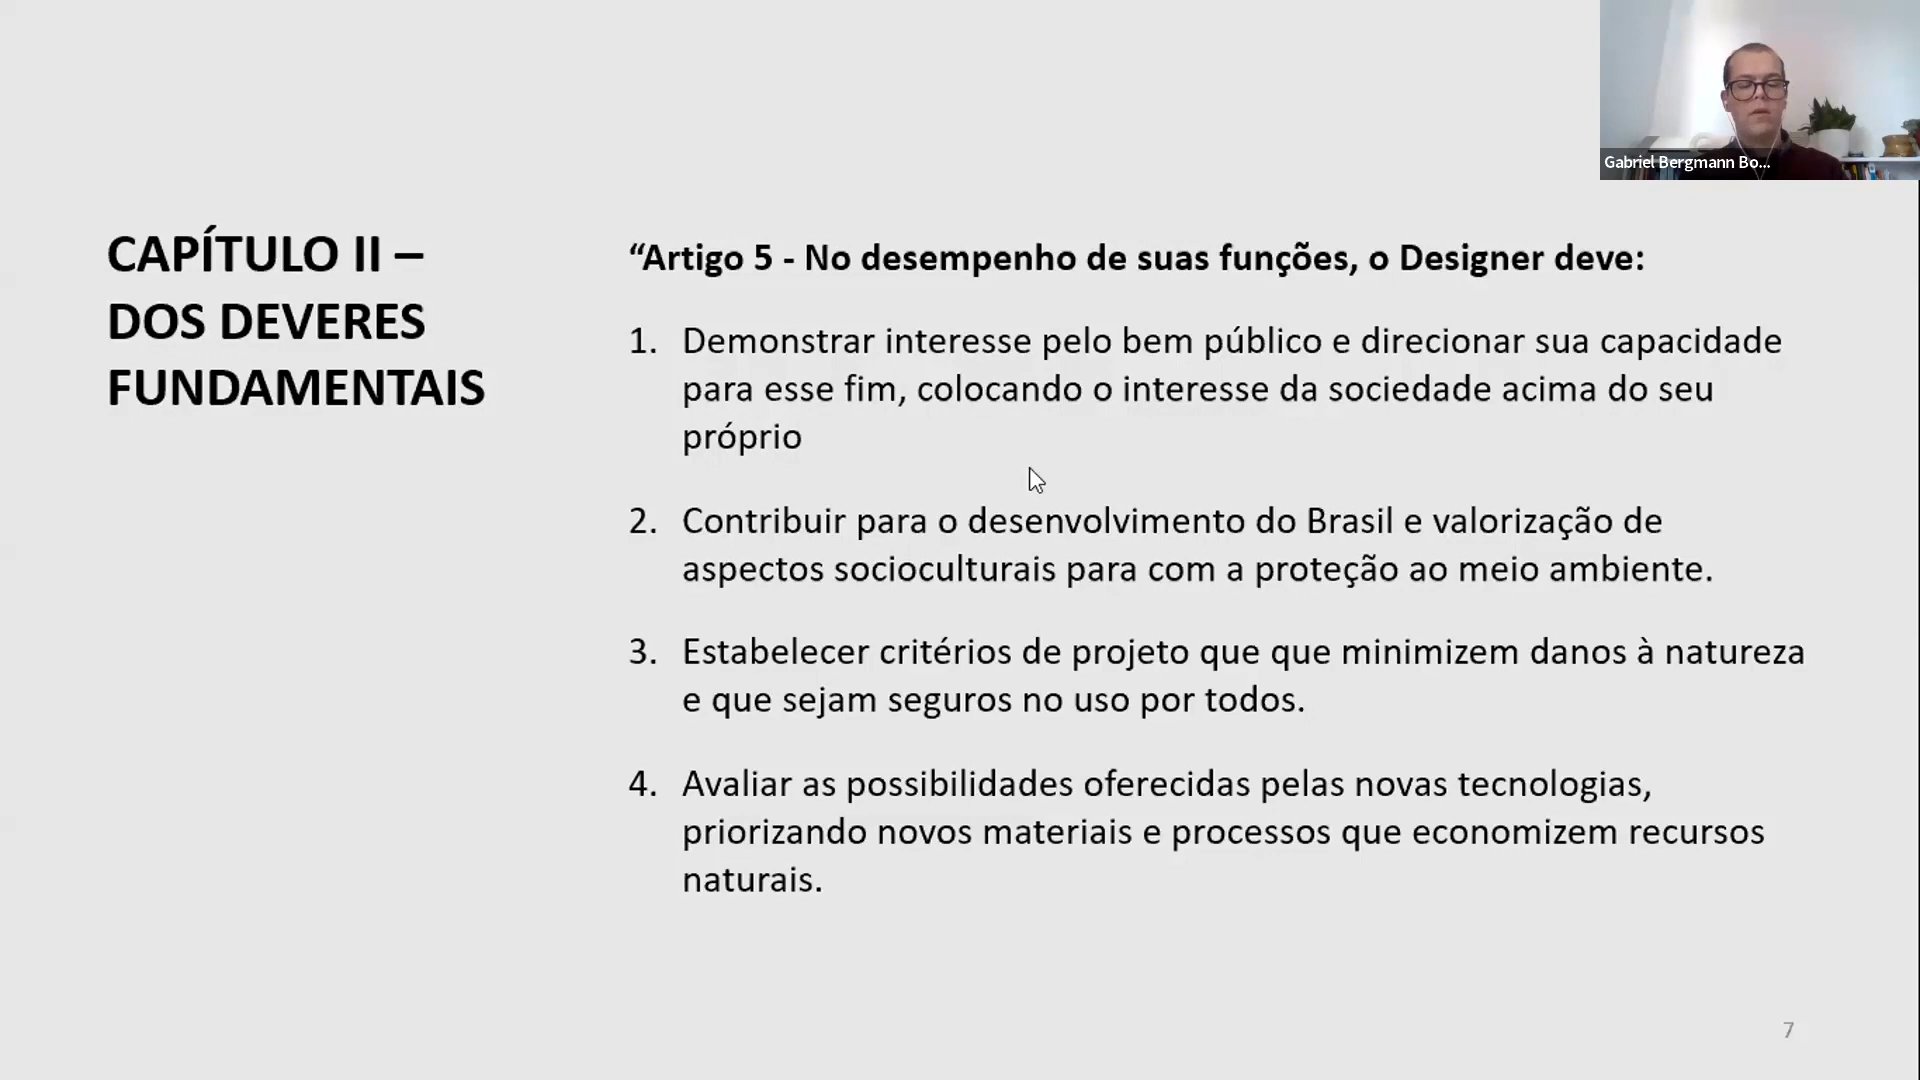 Gabriel Bergmann Bo...
CAPÍTULO II –
DOS DEVERES
FUNDAMENTAIS
“Artigo 5 - No desempenho de suas funções, o Designer deve:
1. Demonstrar interesse pelo bem público e direcionar sua capacidade
para esse fim, colocando o interesse da sociedade acima do seu
próprio
2. Contribuir para o desenvolvimento do Brasil e valorização de
aspectos socioculturais para com a proteção ao meio ambiente.
3. Estabelecer critérios de projeto que que minimizem danos à natureza
e que sejam seguros no uso por todos.
4. Avaliar as possibilidades oferecidas pelas novas tecnologias,
priorizando novos materiais e processos que economizem recursos
naturais.
7